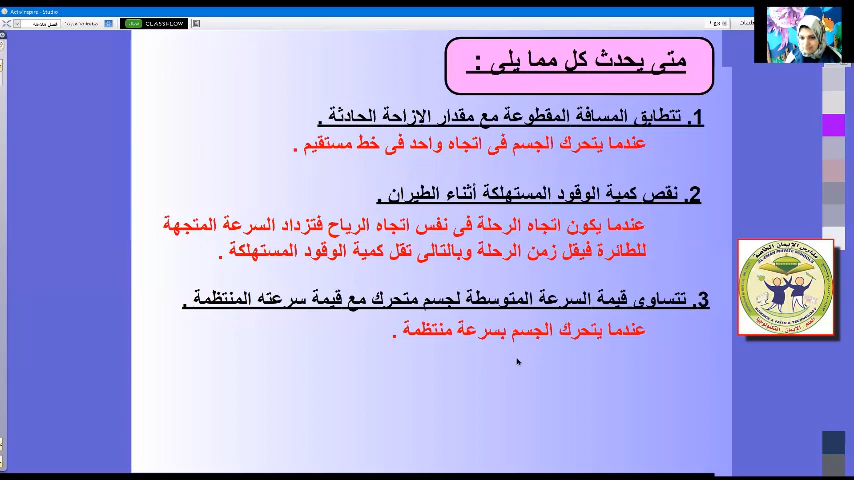 ActivInspire - Studio
CLASSFLOW
متى يحدث كل مما يلى :
1. تتطابق المسافة المقطوعة مع مقدار الازاحة الحادثة .
عندما يتحرك الجسم فى اتجاه واحد فى خط مستقيم .
2. نقص كمية الوقود المستهلكة أثناء الطيران .
عندما يكون اتجاه الرحلة فى نفس اتجاه الرياح فتزداد السرعة المتجهة
للطائرة فيقل زمن الرحلة وبالتالى تقل كمية الوقود المستهلكة .
3. تتساوى قيمة السرعة المتوسطة لجسم متحرك مع قيمة سرعته المنتظمة .
عندما يتحرك الجسم بسرعة منتظمة .